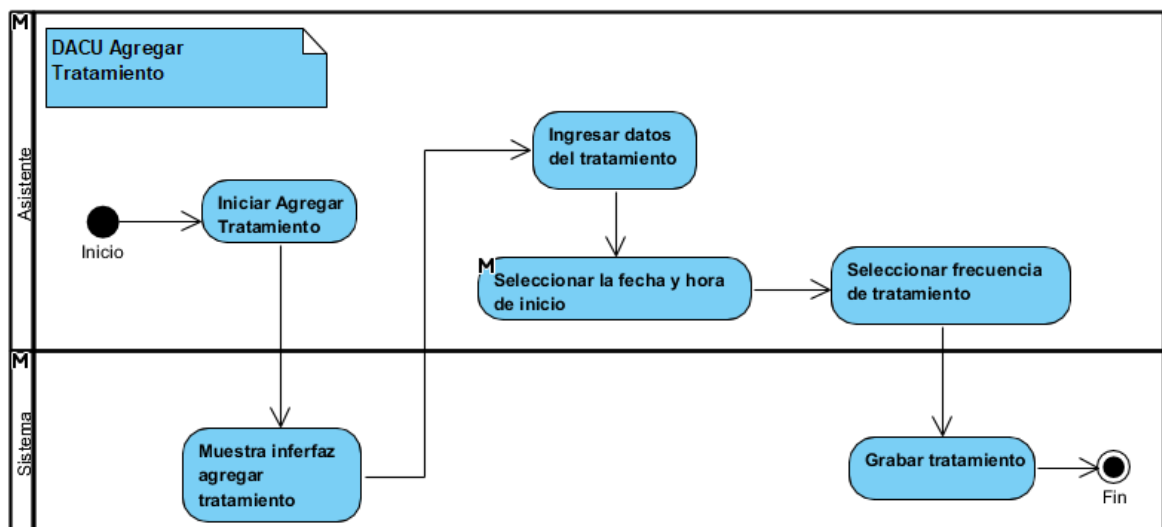 M
DACU Agregar
Tratamiento
Asistente
Inicio
Iniciar Agregar
Tratamiento
Ingresar datos
del tratamiento
M
Seleccionar la fecha y hora
de inicio
Seleccionar frecuencia
de tratamiento
M
Sistema
Muestra inferfaz
agregar
tratamiento
Grabar tratamiento
Fin